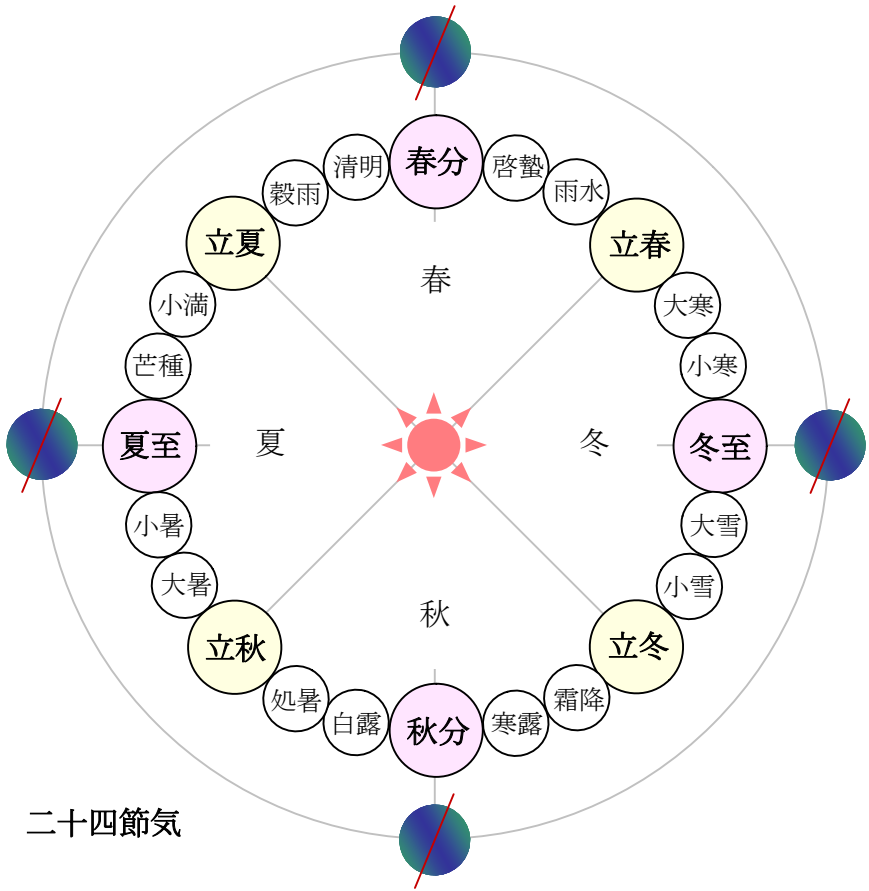 春分
啓蟄
雨水
立春
大寒
小寒
冬至
大雪
小雪
立冬
霜降
寒露
秋分
白露
処暑
立秋
大暑
小暑
夏至
芒種
小満
立夏
穀雨
清明
春
夏
冬
秋
二十四節気